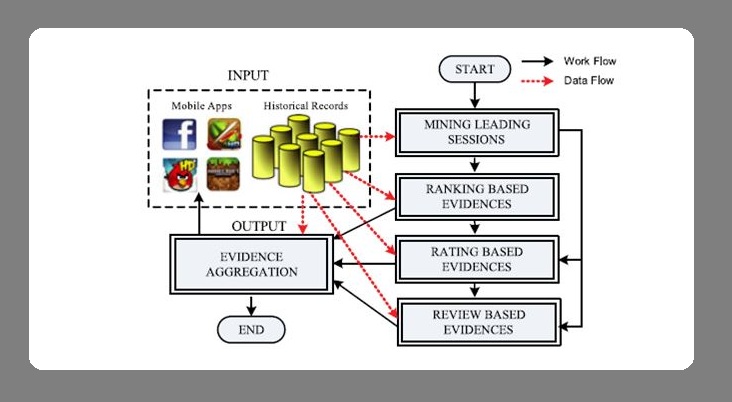 START
Work Flow
Data Flow
INPUT
Mobile Apps
Historical Records
f
HD
MINING LEADING
SESSIONS
RANKING BASED
EVIDENCES
OUTPUT
EVIDENCE
AGGREGATION
RATING BASED
EVIDENCES
REVIEW BASED
EVIDENCES
END